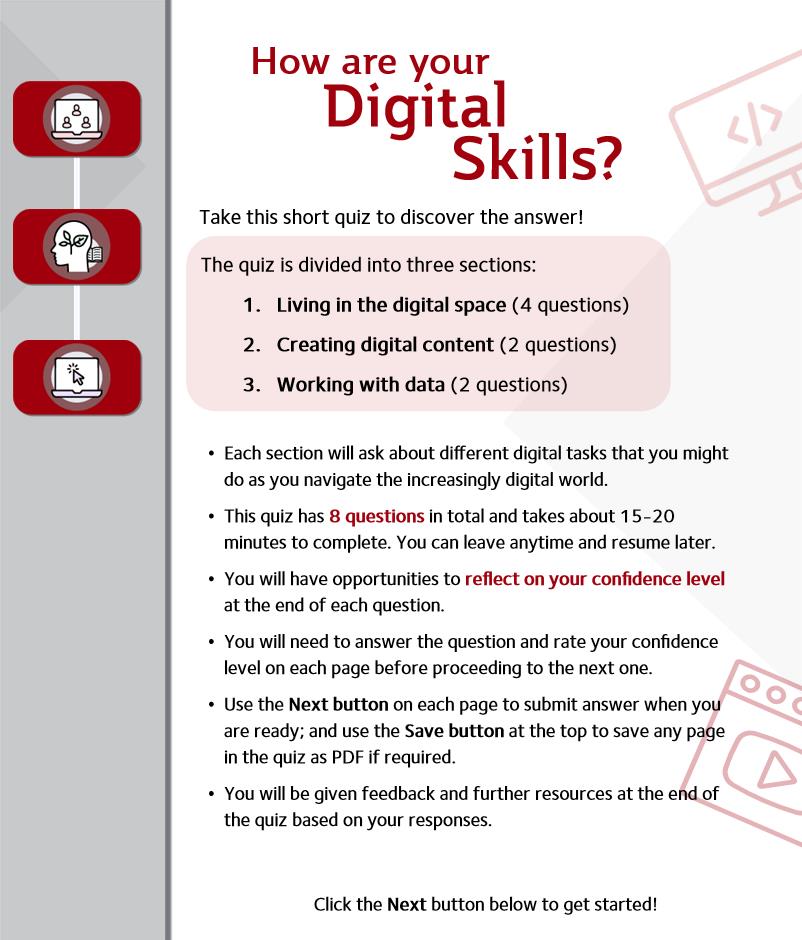 How are your
Digital
Skills?
Take this short quiz to discover the answer!
The quiz is divided into three sections:
1. Living in the digital space (4 questions)
2. Creating digital content (2 questions)
3. Working with data (2 questions)
• Each section will ask about different digital tasks that you might
do as you navigate the increasingly digital world.
• This quiz has 8 questions in total and takes about 15-20
minutes to complete. You can leave anytime and resume later.
• You will have opportunities to reflect on your confidence level
at the end of each question.
• You will need to answer the question and rate your confidence
level on each page before proceeding to the next one.
• Use the Next button on each page to submit answer when you
are ready; and use the Save button at the top to save any page
in the quiz as PDF if required.
• You will be given feedback and further resources at the end of
the quiz based on your responses.
Click the Next button below to get started!